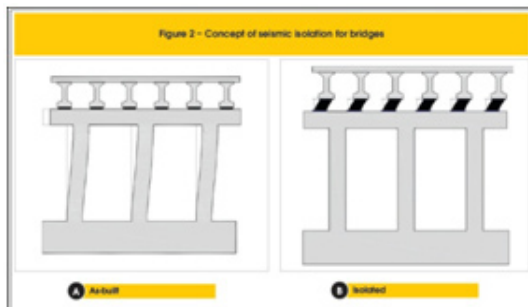 Figure 2 – Concept of seismic isolation for bridges
A As-built
B Isolated